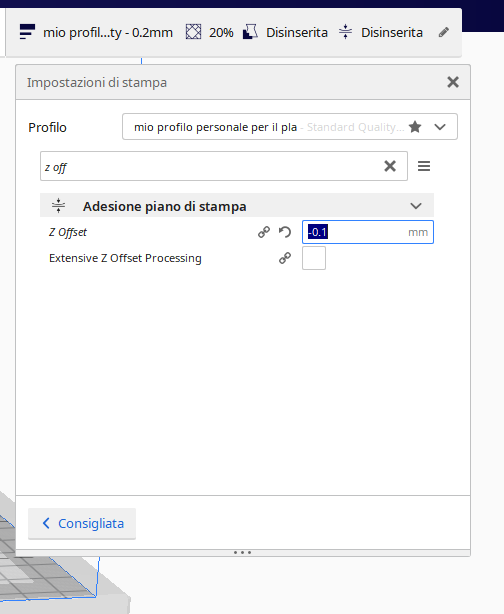 mio profil...ty - 0.2mm 20% Disinserita Disinserita
Impostazioni di stampa
Profilo mio profilo personale per il pla - Standard Quality...
z off
Adesione piano di stampa
Z Offset -0.1 mm
Extensive Z Offset Processing
Consigliata